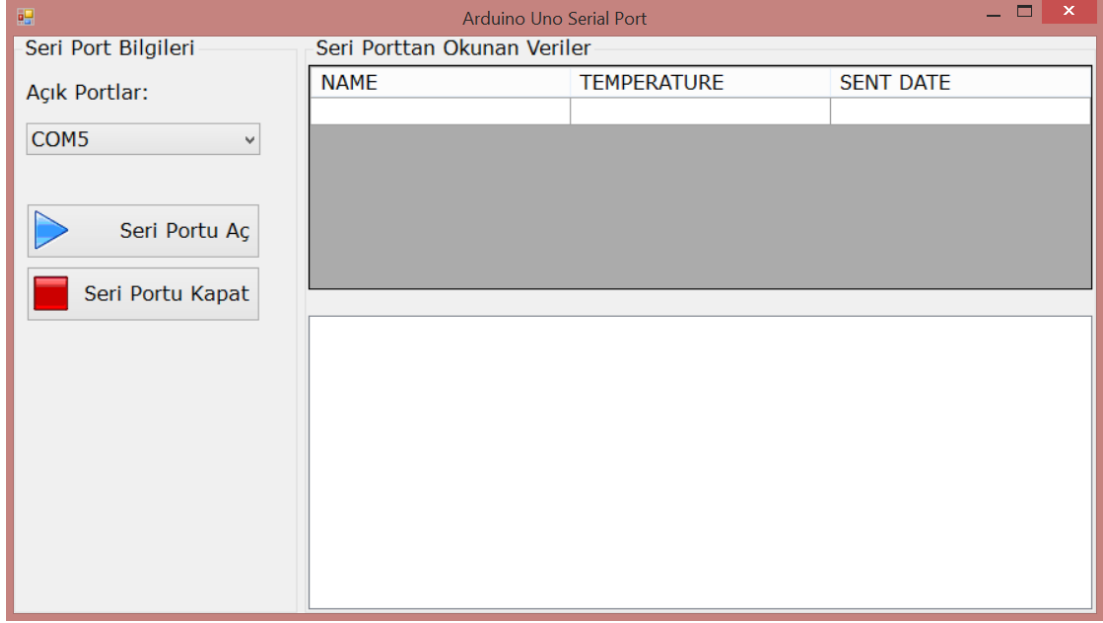 Arduino Uno Serial Port
Seri Port Bilgileri
Açık Portlar:
COM5
Seri Portu Aç
Seri Portu Kapat
Seri Porttan Okunan Veriler
NAME TEMPERATURE SENT DATE